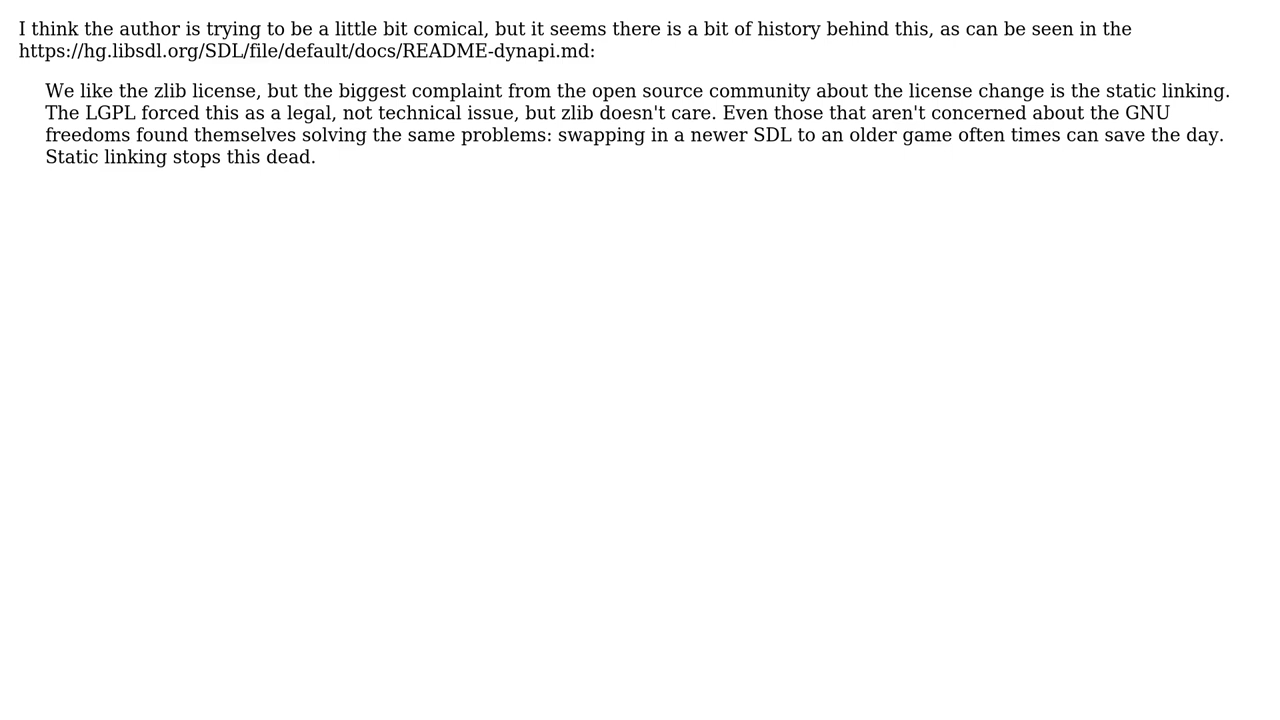 I think the author is trying to be a little bit comical, but it seems there is a bit of history behind this, as can be seen in the
https://hg.libsdl.org/SDL/file/default/docs/README-dynapi.md:
We like the zlib license, but the biggest complaint from the open source community about the license change is the static linking.
The LGPL forced this as a legal, not technical issue, but zlib doesn't care. Even those that aren't concerned about the GNU
freedoms found themselves solving the same problems: swapping in a newer SDL to an older game often times can save the day.
Static linking stops this dead.